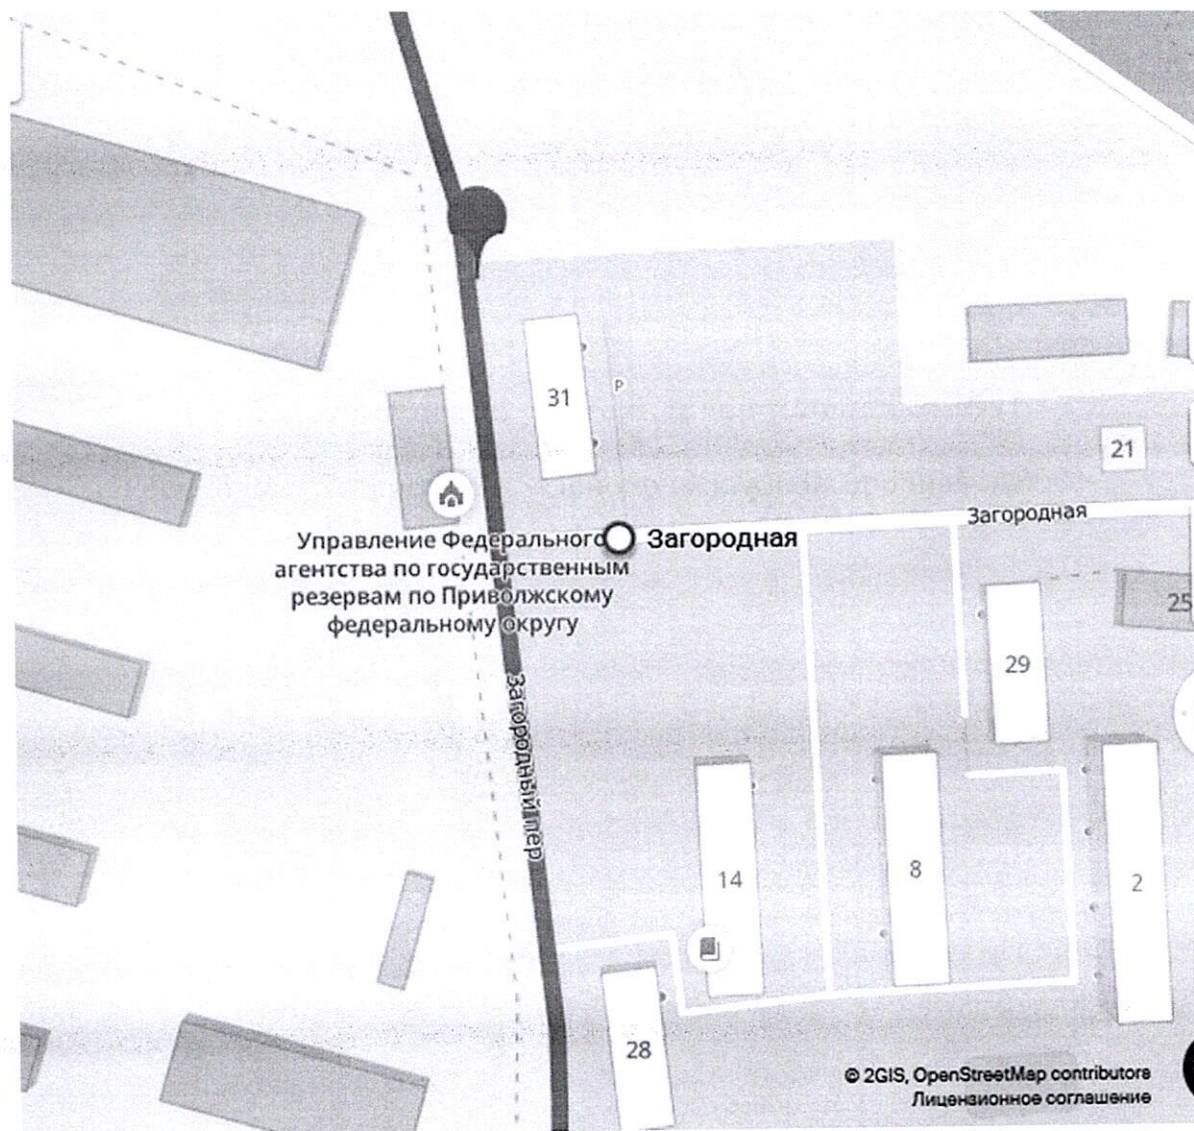 31
P
21
Загородная
Управление Федерального
агентства по государственным
резервам по Приволжскому
федеральному округу
Загородная
25
29
Загородный пер
14
8
2
28
© 2GIS, OpenStreetMap contributors
Лицензионное соглашение